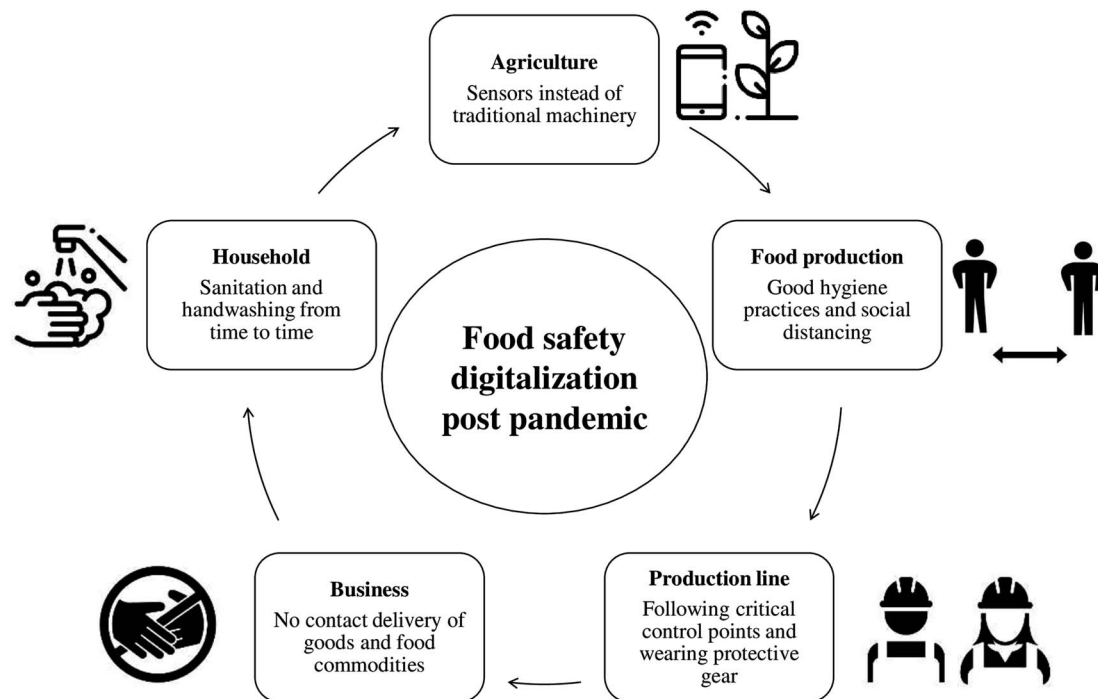 Agriculture
Sensors instead of
traditional machinery
Food production
Good hygiene
practices and social
distancing
Production line
Following critical
control points and
wearing protective
gear
Business
No contact delivery of
goods and food
commodities
Household
Sanitation and
handwashing from
time to time
Food safety
digitalization
post pandemic